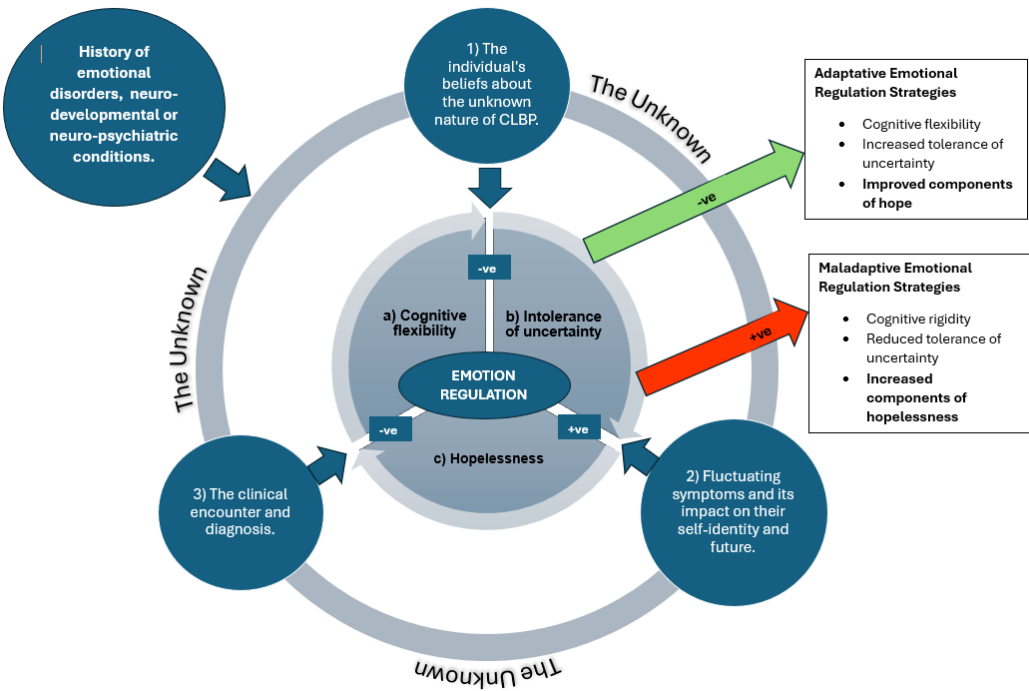 History of
emotional
disorders, neuro-
developmental or
neuro-psychiatric
conditions.
1) The
individual's
beliefs about
the unknown
nature of CLBP.
The Unknown
Adaptative Emotional
Regulation Strategies
• Cognitive flexibility
• Increased tolerance of
uncertainty
• Improved components
of hope
-ve
Maladaptive Emotional
Regulation Strategies
• Cognitive rigidity
• Reduced tolerance of
uncertainty
• Increased
components of
hopelessness
+ve
The Unknown
-ve
a) Cognitive
flexibility
b) Intolerance
of uncertainty
EMOTION
REGULATION
-ve
+ve
c) Hopelessness
3) The clinical
encounter and
diagnosis.
2) Fluctuating
symptoms and its
impact on their
self-identity and
future.
The Unknown